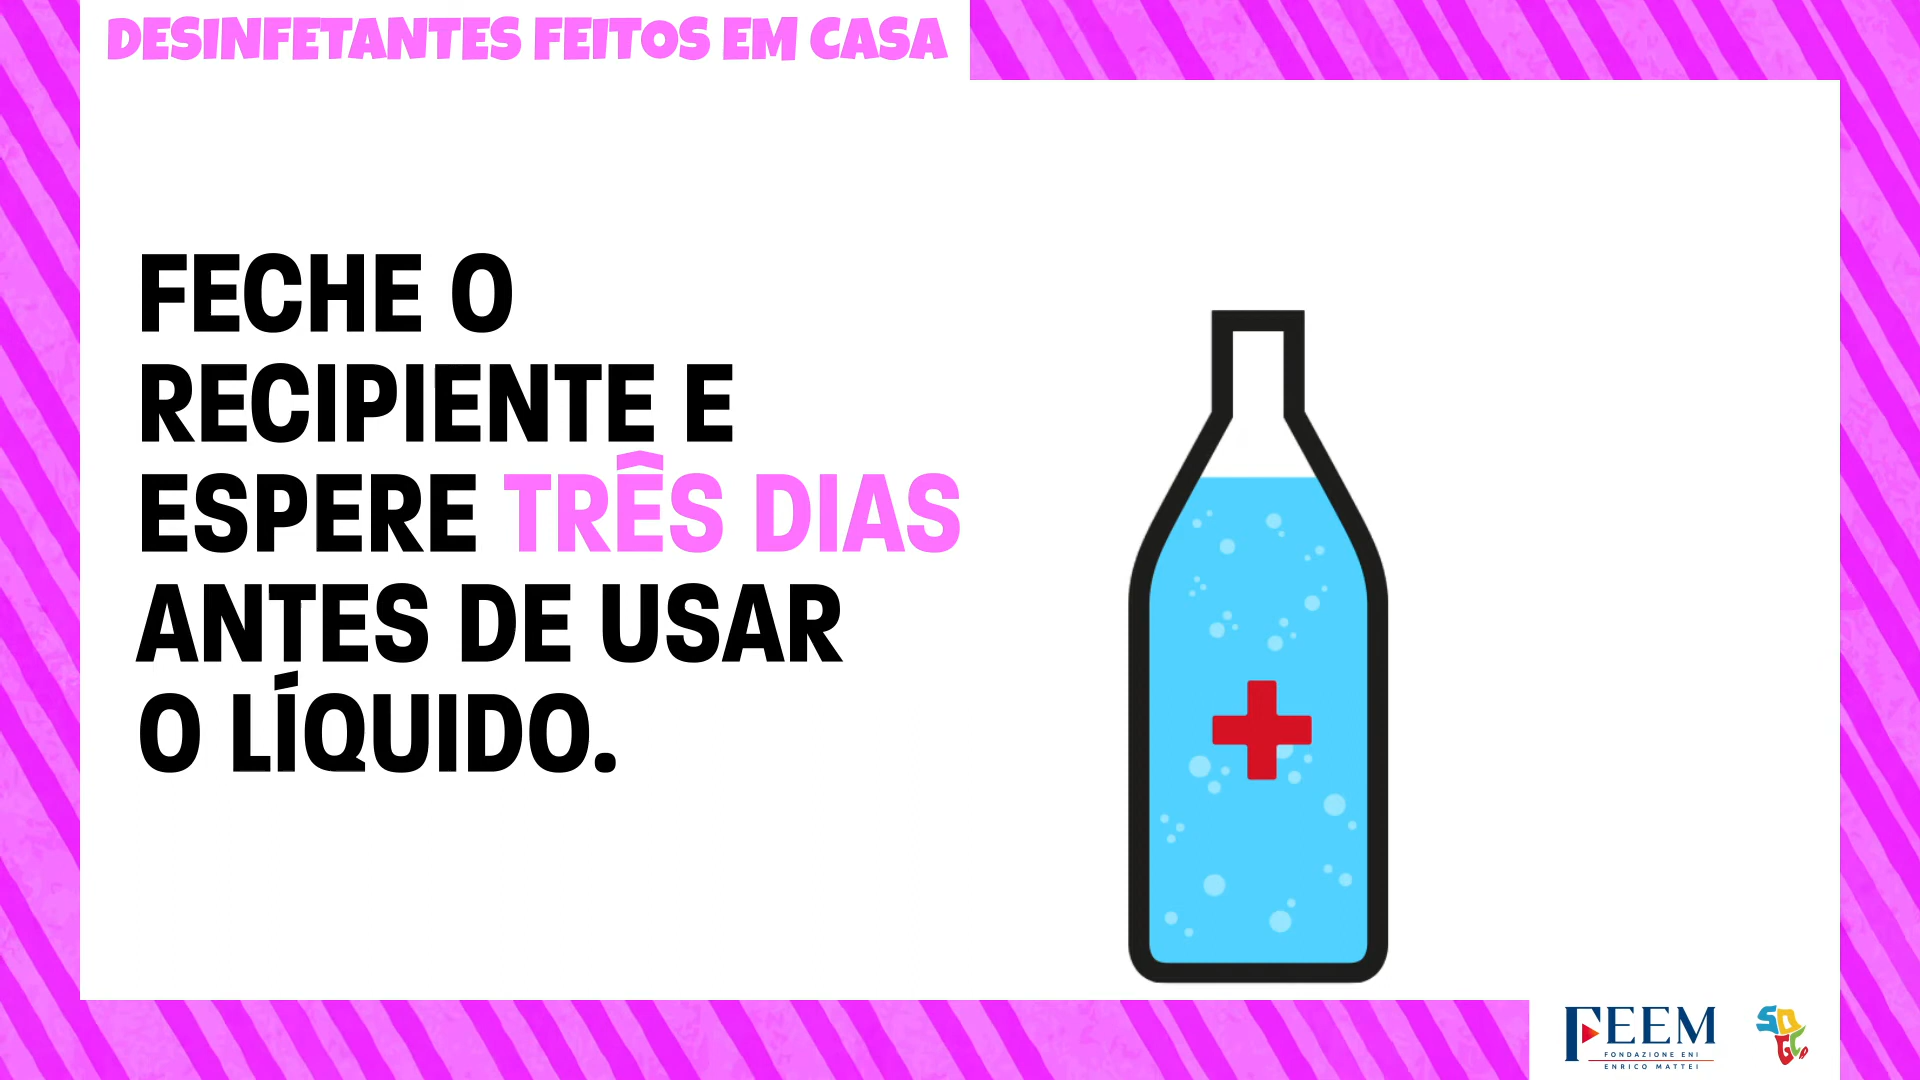 DESINFETANTES FEITOS EM CASA
FECHE O
RECIPIENTE E
ESPERE TRÊS DIAS
ANTES DE USAR
O LÍQUIDO.
FEEM
FONDAZIONE ENI
ENRICO MATTEI